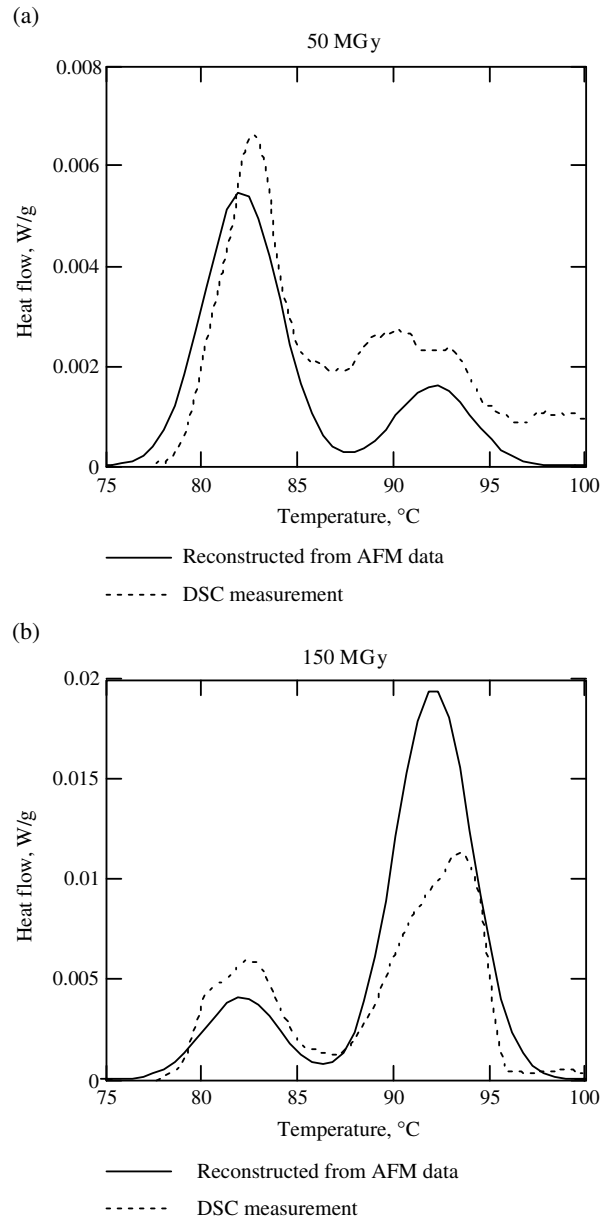 (a)
50 MGy
0.008
0.006
0.004
0.002
0
Heat flow, W/g
75 80 85 90 95 100
Temperature, °C
Reconstructed from AFM data
DSC measurement
(b)
150 MGy
0.02
0.015
0.01
0.005
0
Heat flow, W/g
75 80 85 90 95 100
Temperature, °C
Reconstructed from AFM data
DSC measurement